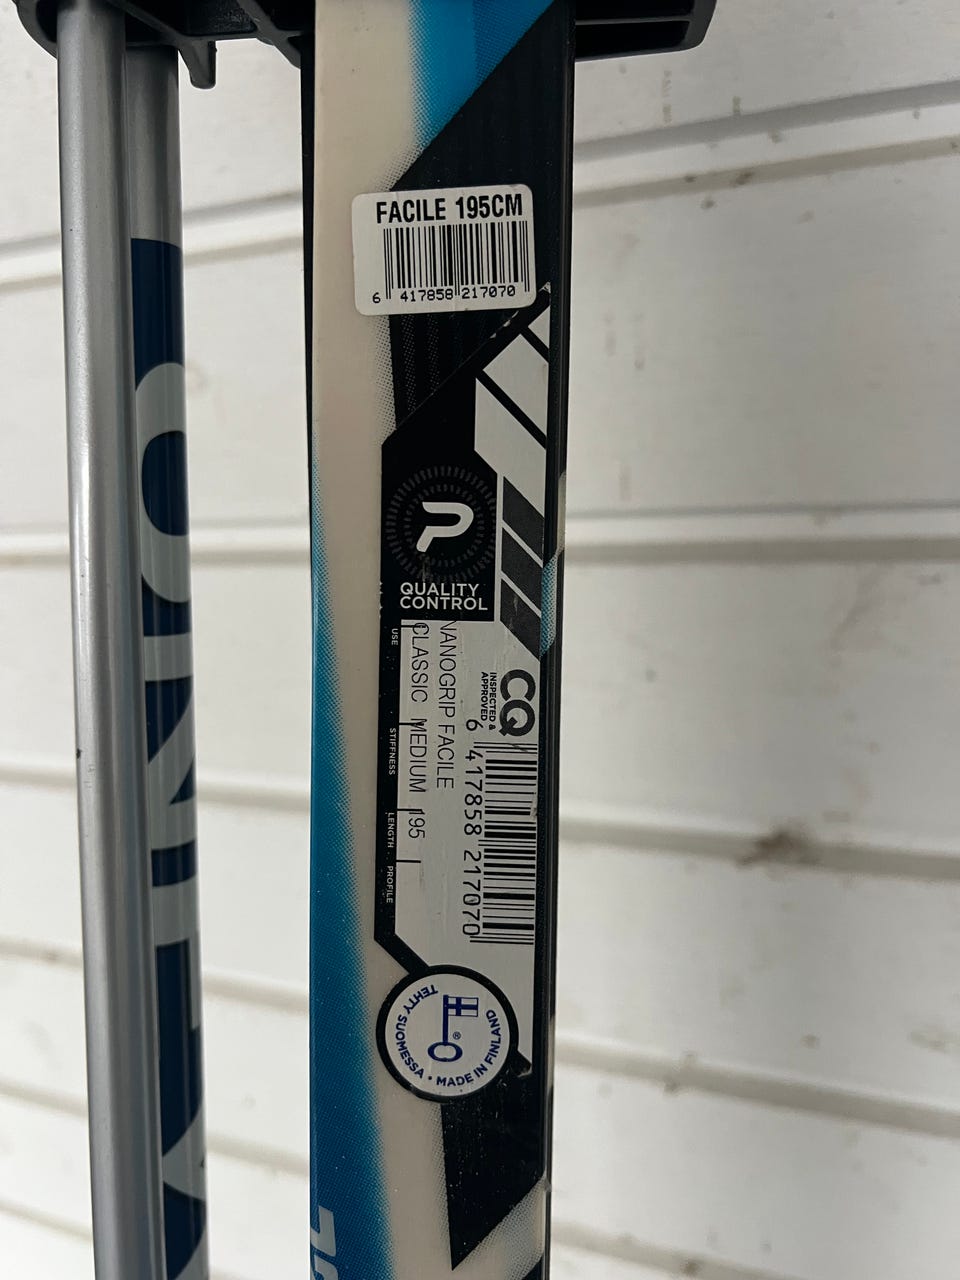 FACILE 195CM
6 417858 217070
P
QUALITY
CONTROL
NANOGRIP FACILE
CLASSIC MEDIUM 195
USE STIFFNESS LENGTH PROFILE
CQ
INSPECTED &
APPROVED
6 417858 217070
TEHTY SUOMESSA • MADE IN FINLAND
®